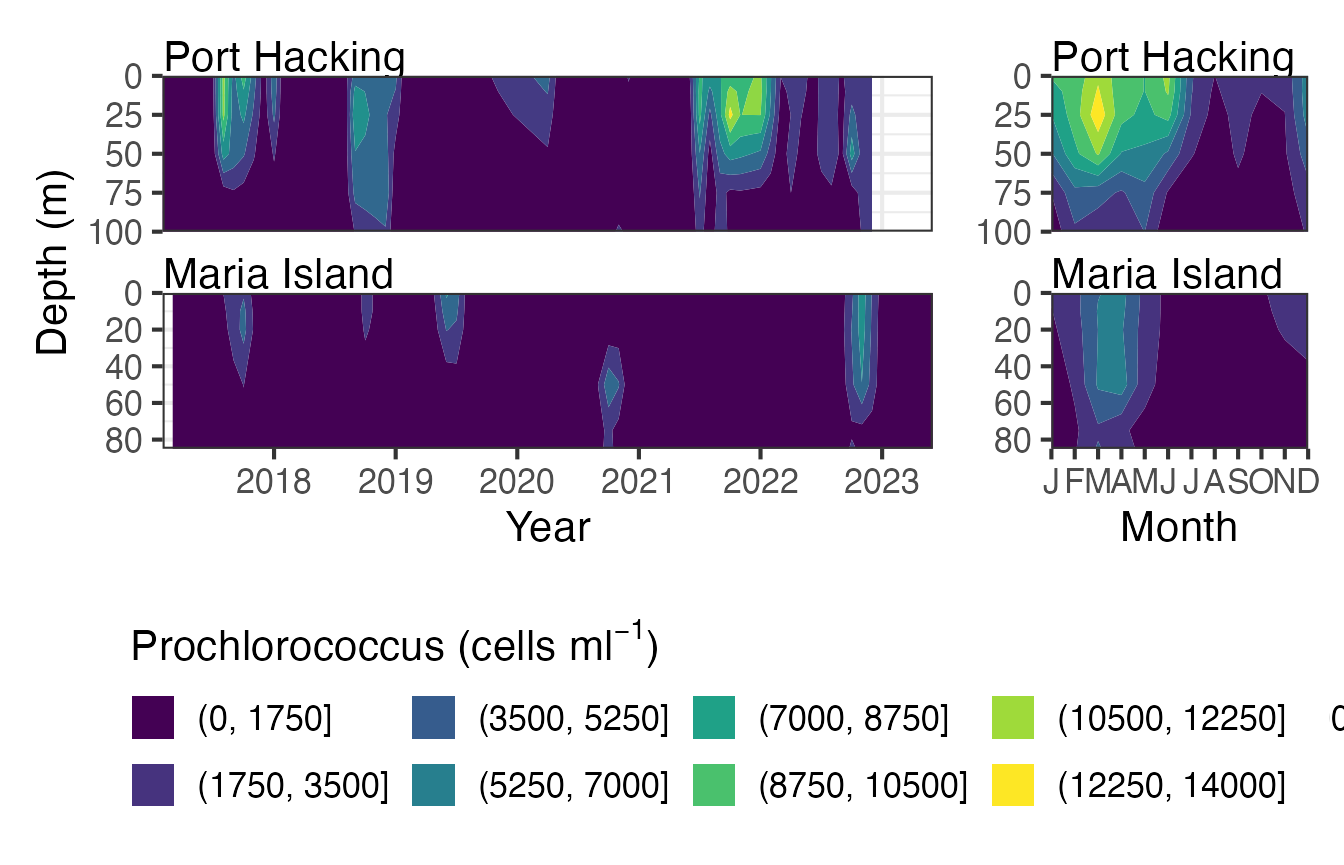 Port Hacking
0
25
50
75
100
Depth (m)
Maria Island
0
20
40
60
80
2018 2019 2020 2021 2022 2023
Year
Port Hacking
0
25
50
75
100
Maria Island
0
20
40
60
80
J F M A M J J A S O N D
Month
Prochlorococcus (cells ml⁻¹)
(0, 1750] (3500, 5250] (7000, 8750] (10500, 12250]
(1750, 3500] (5250, 7000] (8750, 10500] (12250, 14000]